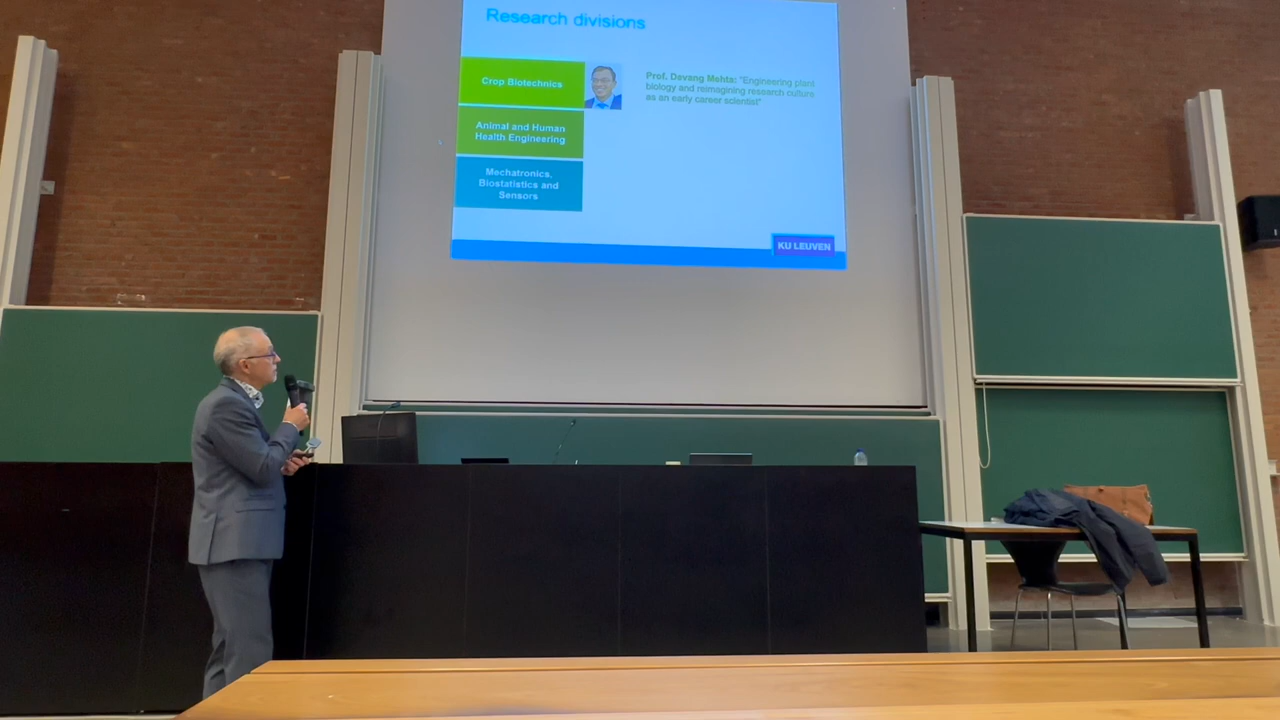 Research divisions
Crop Biotechnics
Prof. Devang Mehta: "Engineering plant
biology and reimagining research culture
as an early career scientist"
Animal and Human
Health Engineering
Mechatronics,
Biostatistics and
Sensors
KU LEUVEN